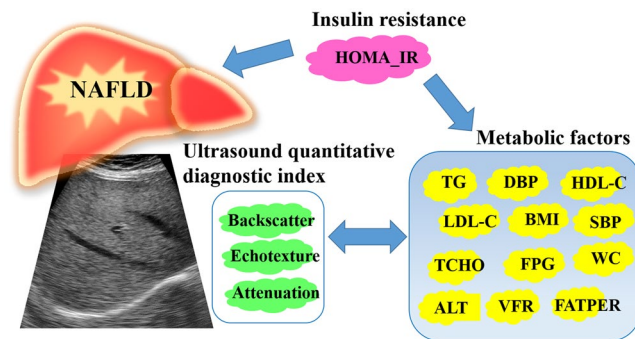 Insulin resistance
HOMA_IR
NAFLD
Metabolic factors
Ultrasound quantitative
diagnostic index
Backscatter
Echotexture
Attenuation
TG DBP HDL-C
LDL-C BMI SBP
TCHO FPG WC
ALT VFR FATPER